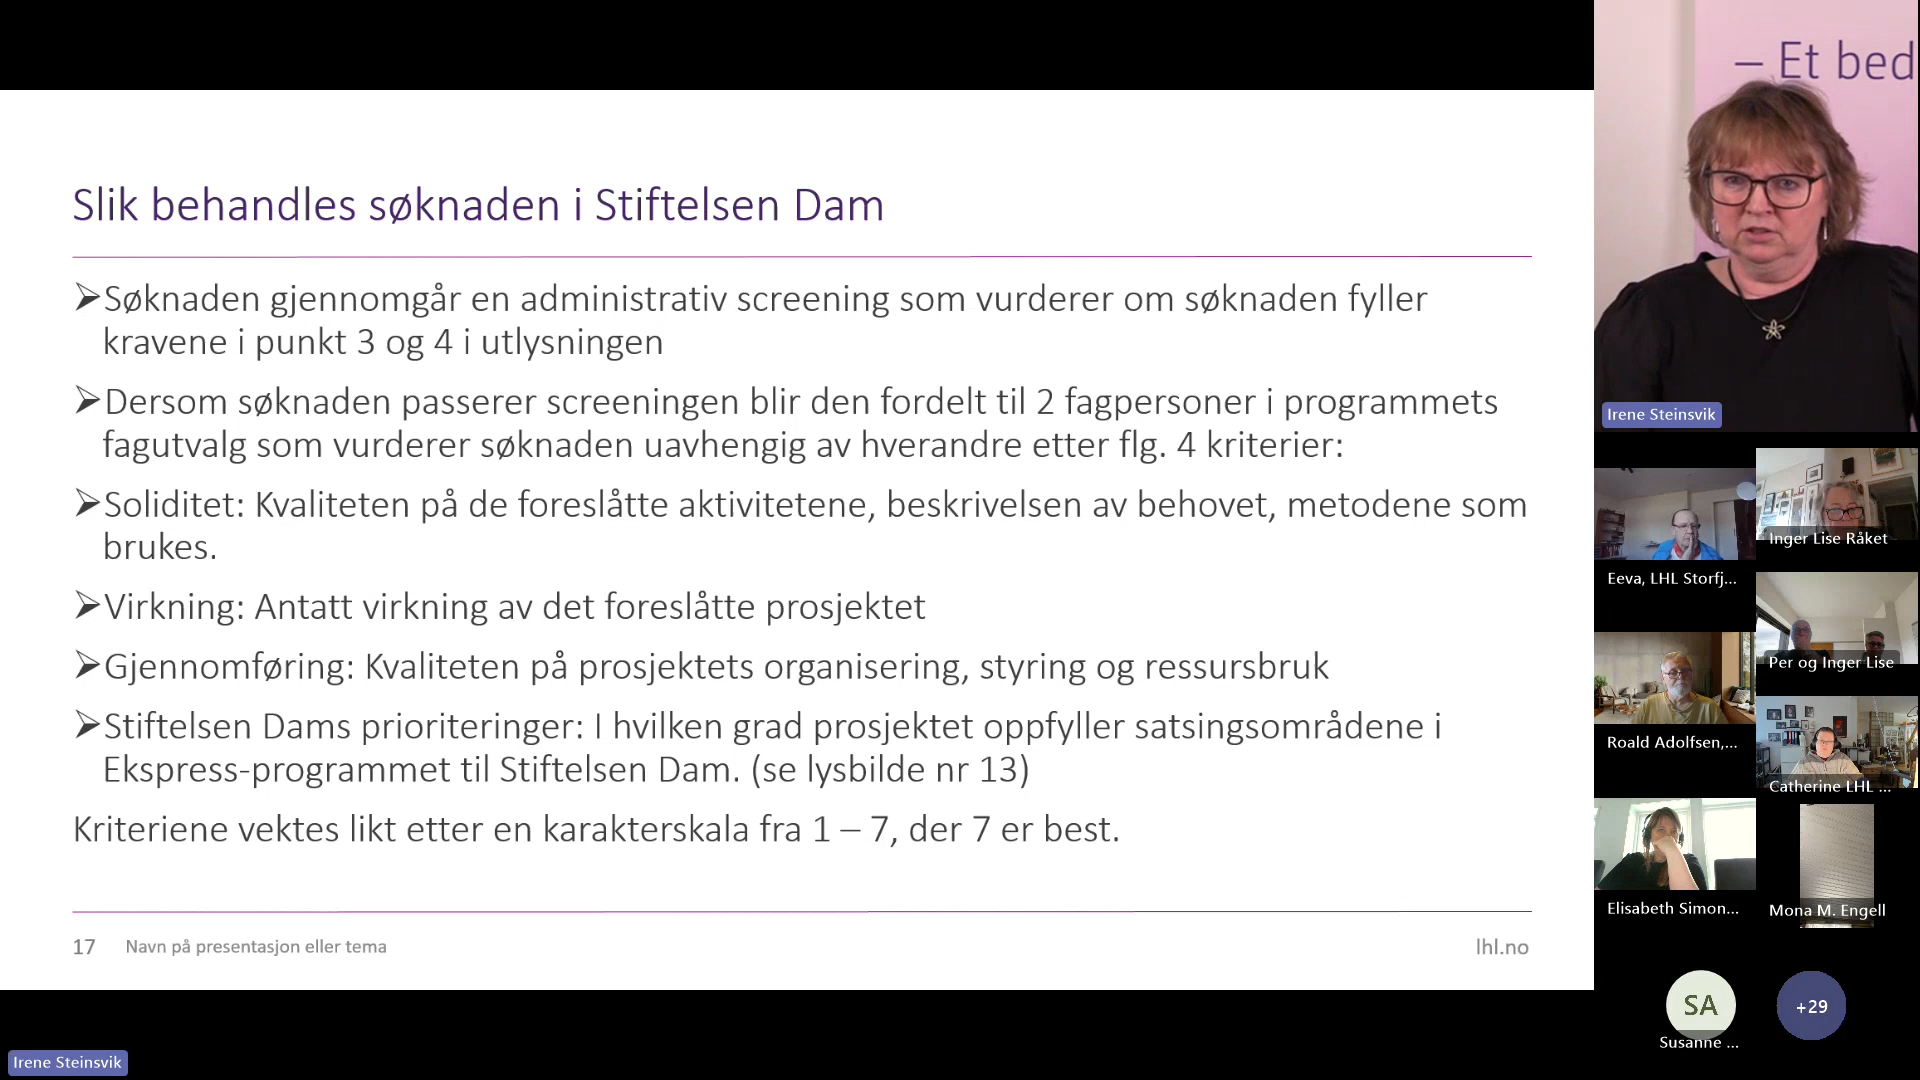 Slik behandles søknaden i Stiftelsen Dam
➢Søknaden gjennomgår en administrativ screening som vurderer om søknaden fyller
kravene i punkt 3 og 4 i utlysningen
➢Dersom søknaden passerer screeningen blir den fordelt til 2 fagpersoner i programmets
fagutvalg som vurderer søknaden uavhengig av hverandre etter flg. 4 kriterier:
➢Soliditet: Kvaliteten på de foreslåtte aktivitetene, beskrivelsen av behovet, metodene som
brukes.
➢Virkning: Antatt virkning av det foreslåtte prosjektet
➢Gjennomføring: Kvaliteten på prosjektets organisering, styring og ressursbruk
➢Stiftelsen Dams prioriteringer: I hvilken grad prosjektet oppfyller satsingsområdene i
Ekspress-programmet til Stiftelsen Dam. (se lysbilde nr 13)
Kriteriene vektes likt etter en karakterskala fra 1 – 7, der 7 er best.
17 Navn på presentasjon eller tema lhl.no
Irene Steinsvik
– Et bed
Irene Steinsvik
Inger Lise Råket
Eeva, LHL Storfj...
Per og Inger Lise
Roald Adolfsen,...
Catherine LHL ...
Elisabeth Simon...
Mona M. Engell
SA
+29
Susanne ...